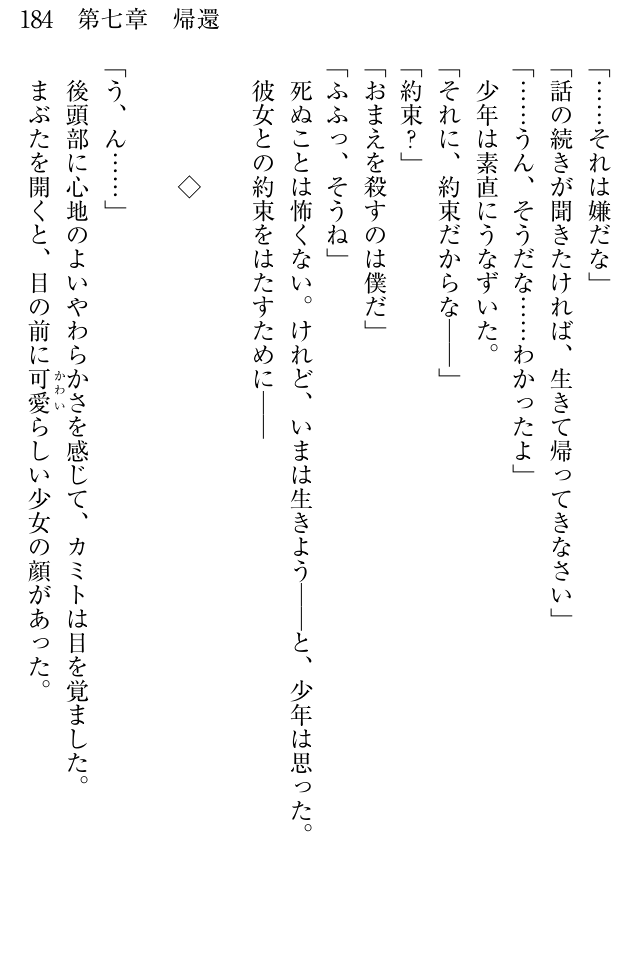 184 第七章 帰還
「……それは嫌だな」
「話の続きが聞きたければ、生きて帰ってきなさい」
「……うん、そうだな……わかったよ」
少年は素直にうなずいた。
「それに、約束だからな――」
「約束？」
「おまえを殺すのは僕だ」
「ふふっ、そうね」
死ぬことは怖くない。けれど、いまは生きよう――と、少年は思った。
彼女との約束をはたすために――
◇
「う、ん……」
後頭部に心地のよいやわらかさを感じて、カミトは目を覚ました。
まぶたを開くと、目の前に可愛らしい少女の顔があった。
かわい